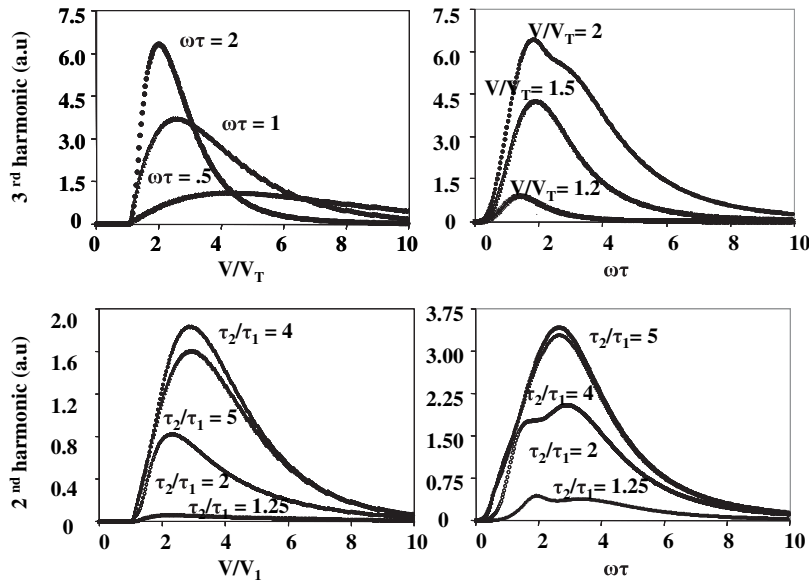 3 rd harmonic (a.u)
7.5
6.0
4.5
3.0
1.5
0
ωτ = 2
ωτ = 1
ωτ = .5
0 2 4 6 8 10
V/VT
7.5
6.0
4.5
3.0
1.5
0
V/VT= 2
V/VT= 1.5
V/VT= 1.2
0 2 4 6 8 10
ωτ
2 nd harmonic (a.u)
2.0
1.6
1.2
0.8
0.4
0
τ2/τ1 = 4
τ2/τ1 = 5
τ2/τ1 = 2
τ2/τ1 = 1.25
0 2 4 6 8 10
V/V1
3.75
3.00
2.25
1.50
0.75
0
τ2/τ1 = 5
τ2/τ1 = 4
τ2/τ1 = 2
τ2/τ1 = 1.25
0 2 4 6 8 10
ωτ